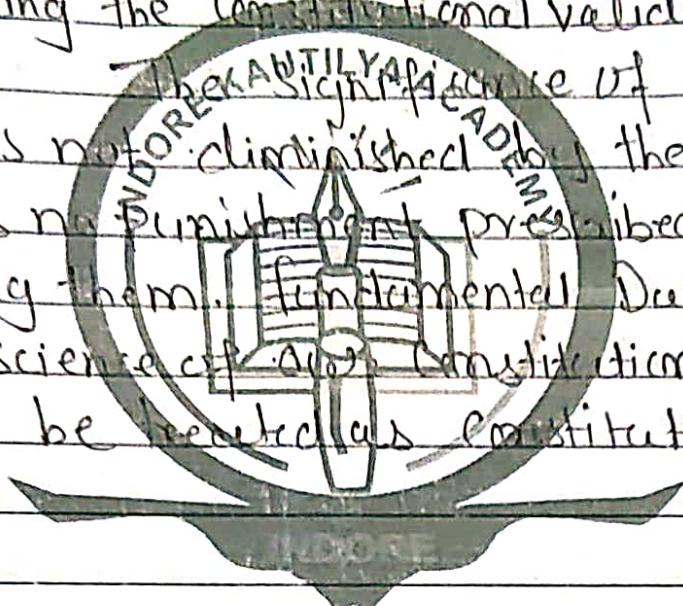 ing the Constitutional valid
The Significance of
s not diminished by the
s no punishment prescribed
g them. fundamental Du
science of our Constitution
be treated as Constitut
INDORE KAUTILYA ACADEMY
INDORE